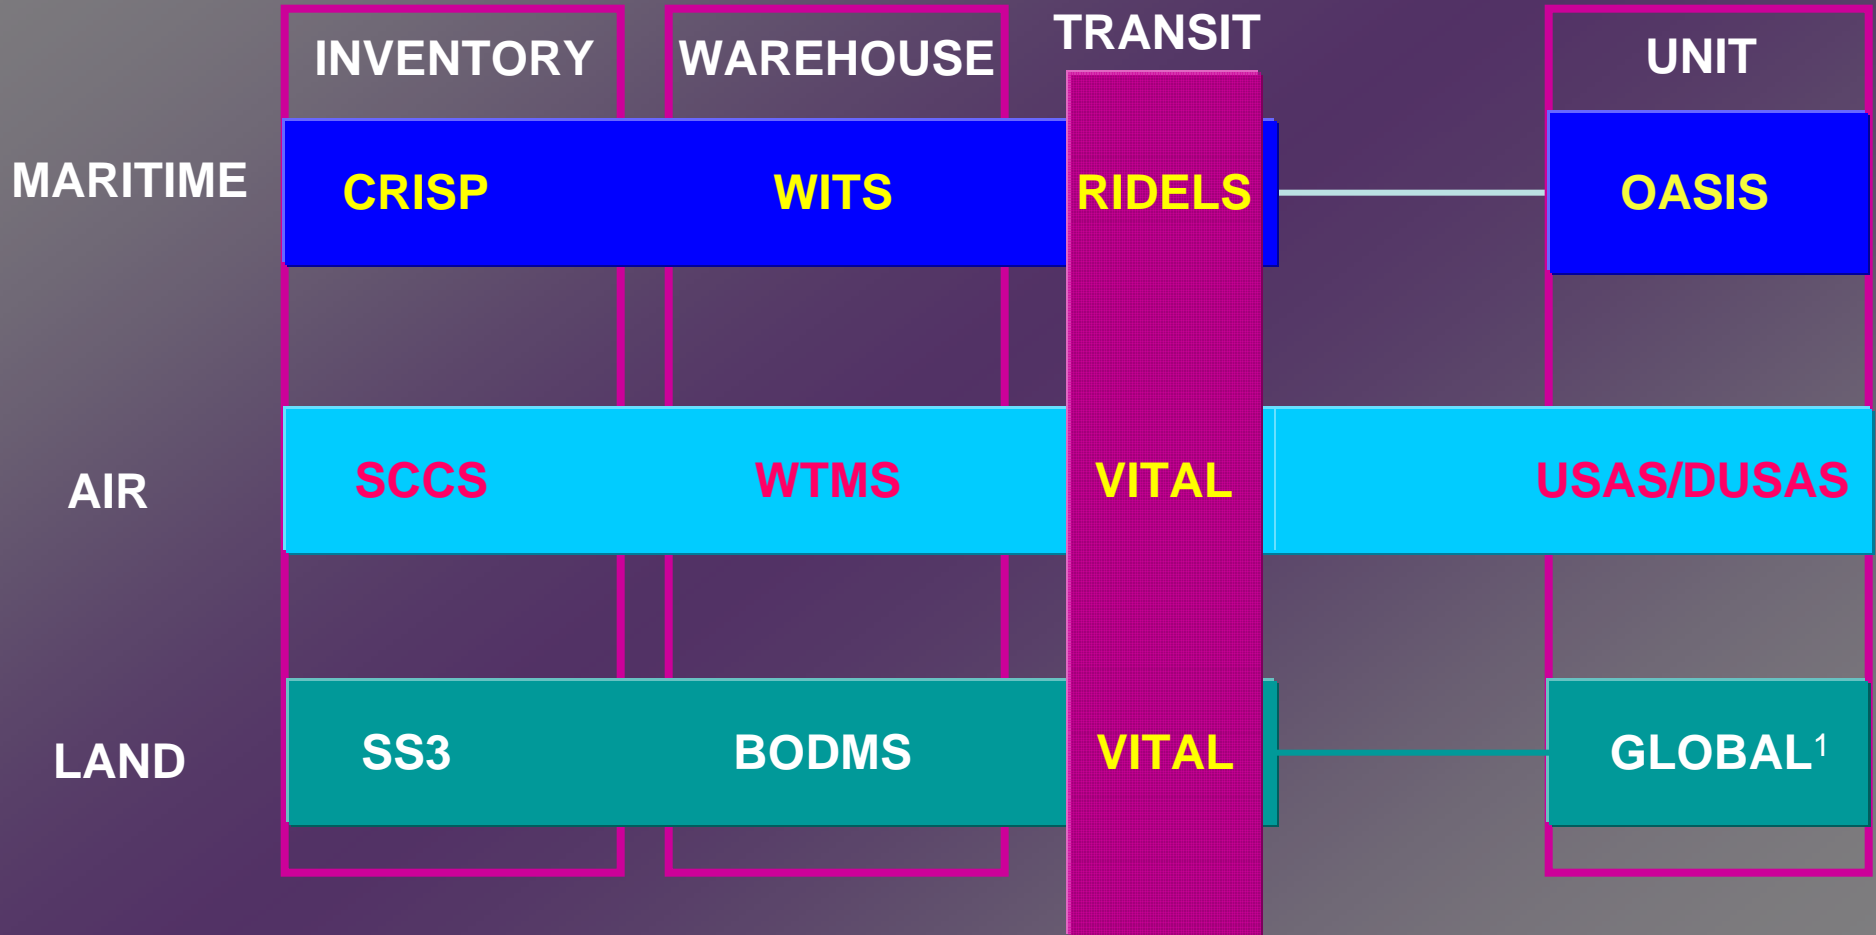 INVENTORY WAREHOUSE TRANSIT UNIT
MARITIME CRISP WITS RIDELS OASIS
AIR SCCS WTMS VITAL USAS/DUSAS
LAND SS3 BODMS VITAL GLOBAL¹